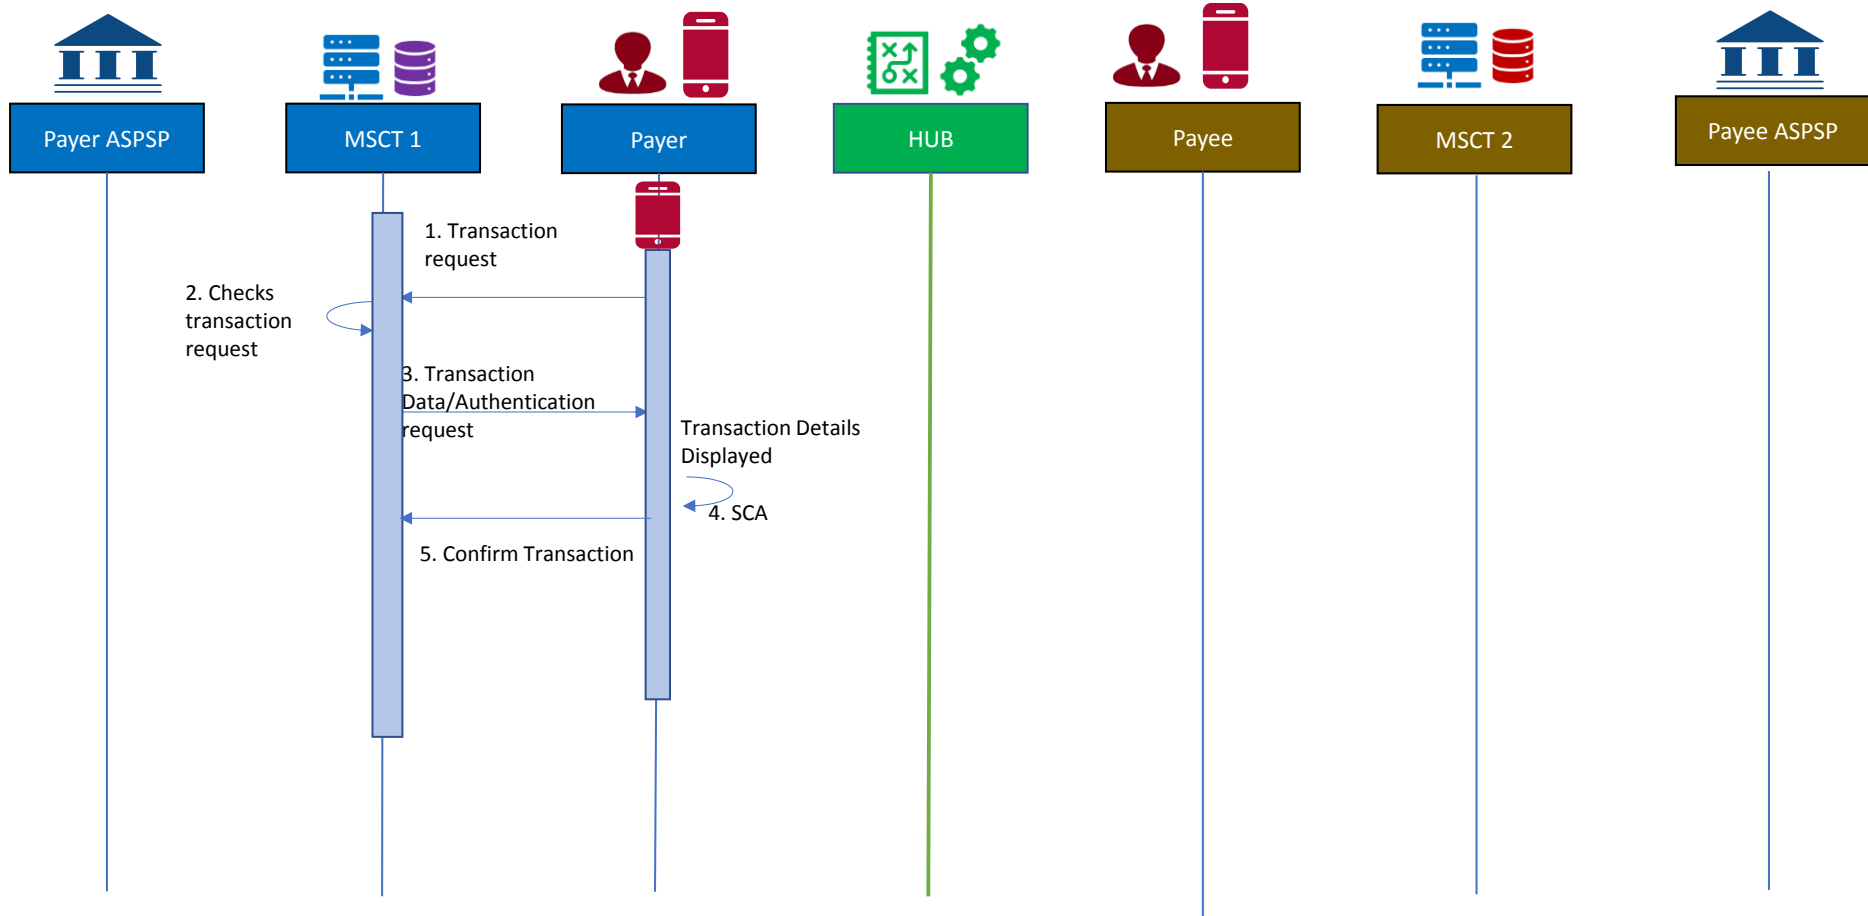 Payer ASPSP
MSCT 1
Payer
HUB
Payee
MSCT 2
Payee ASPSP
1. Transaction
request
2. Checks
transaction
request
3. Transaction
Data/Authentication
request
Transaction Details
Displayed
4. SCA
5. Confirm Transaction